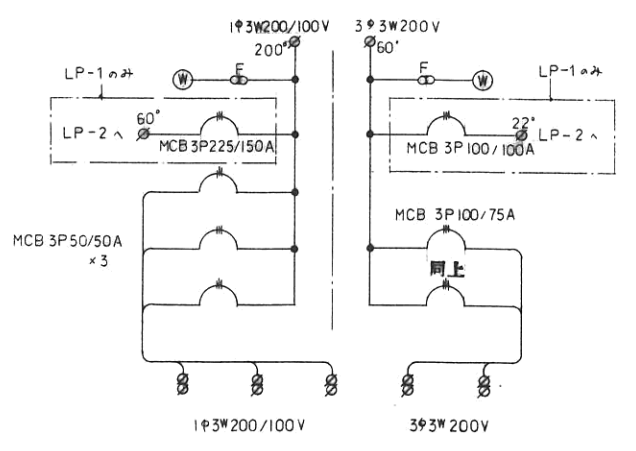 1φ3W200/100V
3φ3W200V
200°
60°
F
F
W
W
LP-1のみ
LP-1のみ
60°
LP-2へ
MCB 3P225/150A
22°
LP-2へ
MCB 3P100/100A
MCB 3P50/50A
×3
MCB 3P100/75A
同上
1φ3W200/100V
3φ3W200V